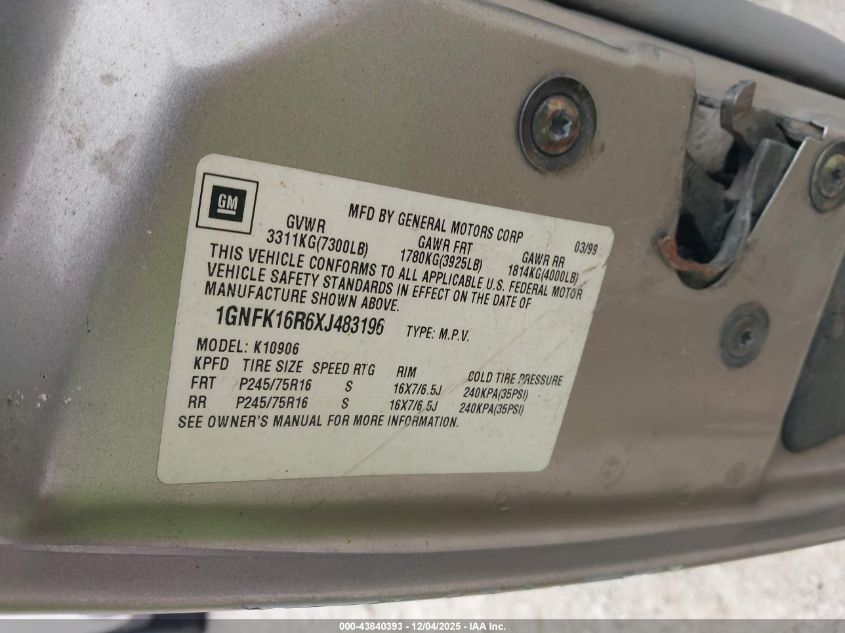 GM
MFD BY GENERAL MOTORS CORP 03/99
GVWR GAWR FRT GAWR RR
3311KG(7300LB) 1780KG(3925LB) 1814KG(4000LB)
THIS VEHICLE CONFORMS TO ALL APPLICABLE U.S. FEDERAL MOTOR
VEHICLE SAFETY STANDARDS IN EFFECT ON THE DATE OF
MANUFACTURE SHOWN ABOVE.
1GNFK16R6XJ483196 TYPE: M.P.V.
MODEL: K10906
KPFD TIRE SIZE SPEED RTG RIM COLD TIRE PRESSURE
FRT P245/75R16 S 16X7/6.5J 240KPA(35PSI)
RR P245/75R16 S 16X7/6.5J 240KPA(35PSI)
SEE OWNER'S MANUAL FOR MORE INFORMATION.
000-43840393 - 12/04/2025 - IAA Inc.